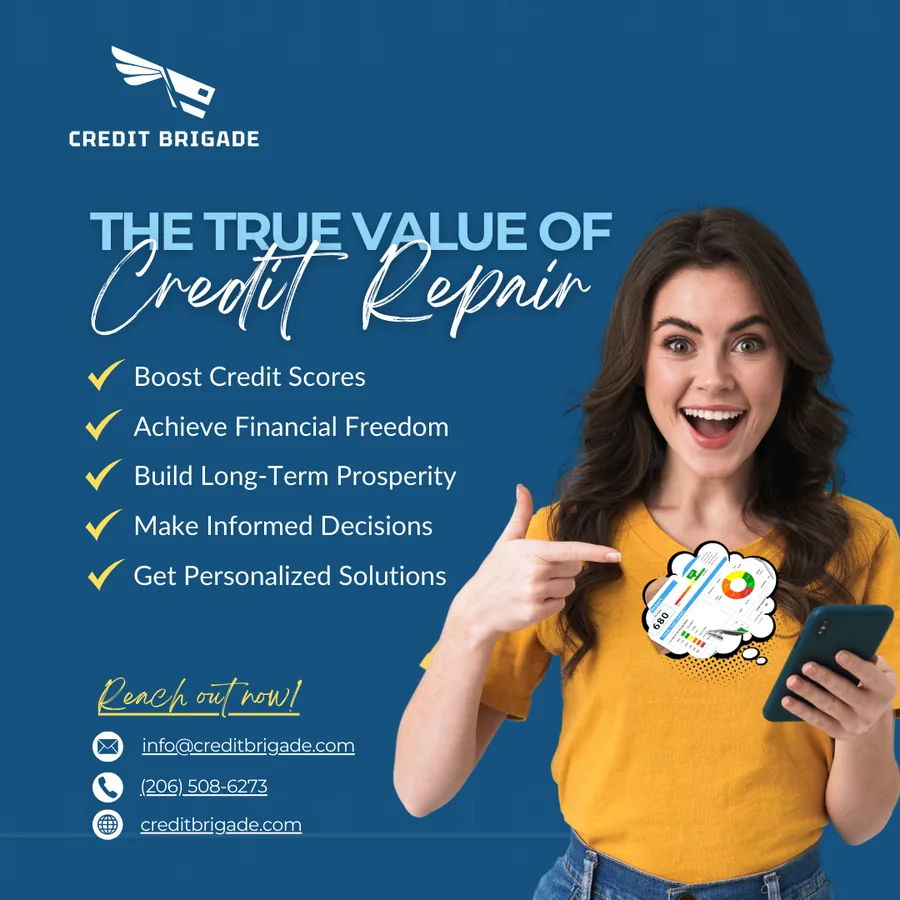 CREDIT BRIGADE
THE TRUE VALUE OF
Credit Repair
Boost Credit Scores
Achieve Financial Freedom
Build Long-Term Prosperity
Make Informed Decisions
Get Personalized Solutions
Reach out now!
info@creditbrigade.com
(206) 508-6273
creditbrigade.com
680